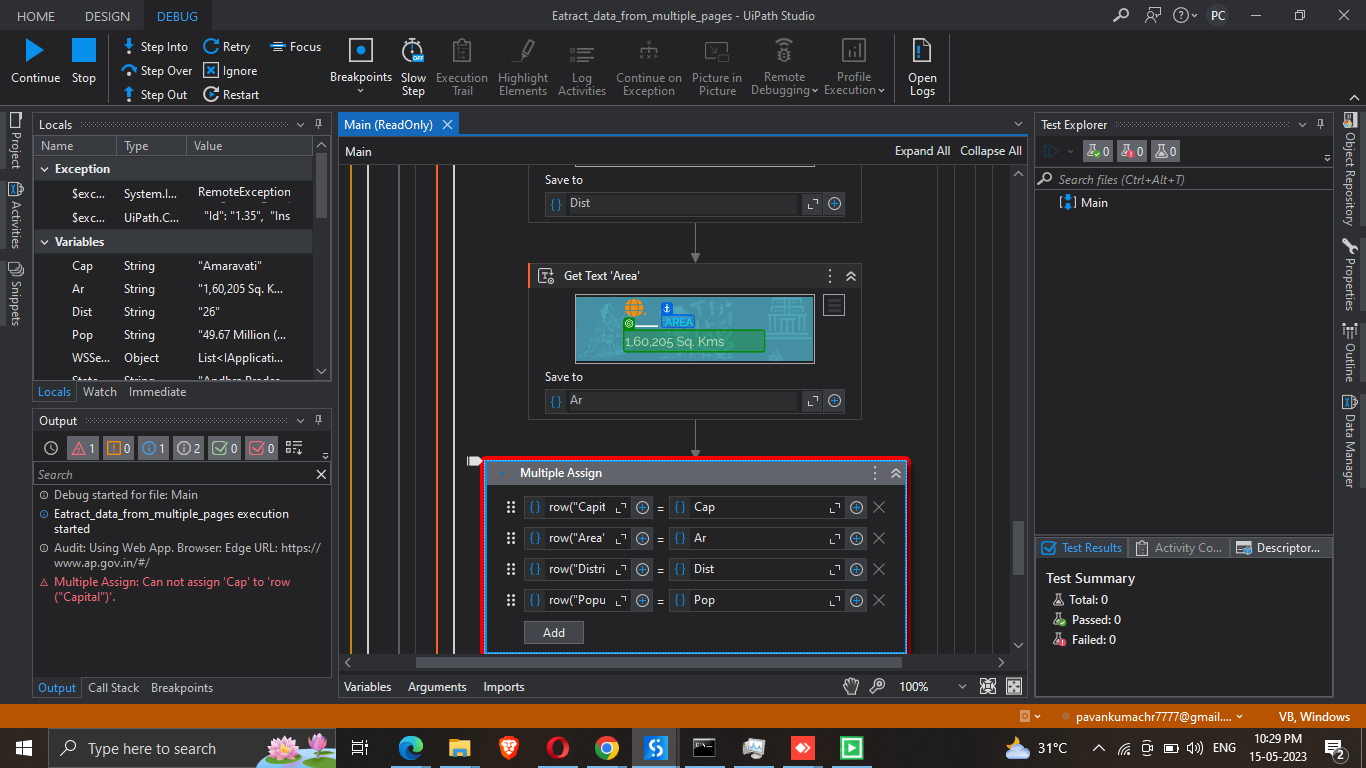 HOME DESIGN DEBUG
Eatract_data_from_multiple_pages - UiPath Studio
PC
Continue
Stop
Step Into
Step Over
Step Out
Retry
Ignore
Restart
Focus
Breakpoints
Slow
Step
OFF
Execution
Trail
Highlight
Elements
Log
Activities
Continue on
Exception
Picture in
Picture
Remote
Debugging
Profile
Execution
Open
Logs
Project
Activities
Snippets
Locals
Name Type Value
Exception
$exc... System.I... RemoteException
$exc... UiPath.C... "Id": "1.35", "Ins
Variables
Cap String "Amaravati"
Ar String "1,60,205 Sq. K...
Dist String "26"
Pop String "49.67 Million (...
WSSe... Object List<IApplicati...
Locals Watch Immediate
Output
1 0 1 2 0 0
Search
Debug started for file: Main
Eatract_data_from_multiple_pages execution
started
Audit: Using Web App. Browser: Edge URL: https://
www.ap.gov.in/#/
Multiple Assign: Can not assign 'Cap' to 'row
("Capital")'.
Output Call Stack Breakpoints
Main (ReadOnly)
Main
Expand All Collapse All
Save to
Dist
Get Text 'Area'
AREA
1,60,205 Sq. Kms
Save to
Ar
Multiple Assign
row("Capit = Cap
row("Area" = Ar
row("Distri = Dist
row("Popu = Pop
Add
Variables Arguments Imports
100%
Test Explorer
0 0 0
Search files (Ctrl+Alt+T)
Main
Test Results Activity Co... Descriptor...
Test Summary
Total: 0
Passed: 0
Failed: 0
Object Repository
Properties
Outline
Data Manager
pavankumachr7777@gmail....
VB, Windows
Type here to search
31°C
ENG
10:29 PM
15-05-2023
2